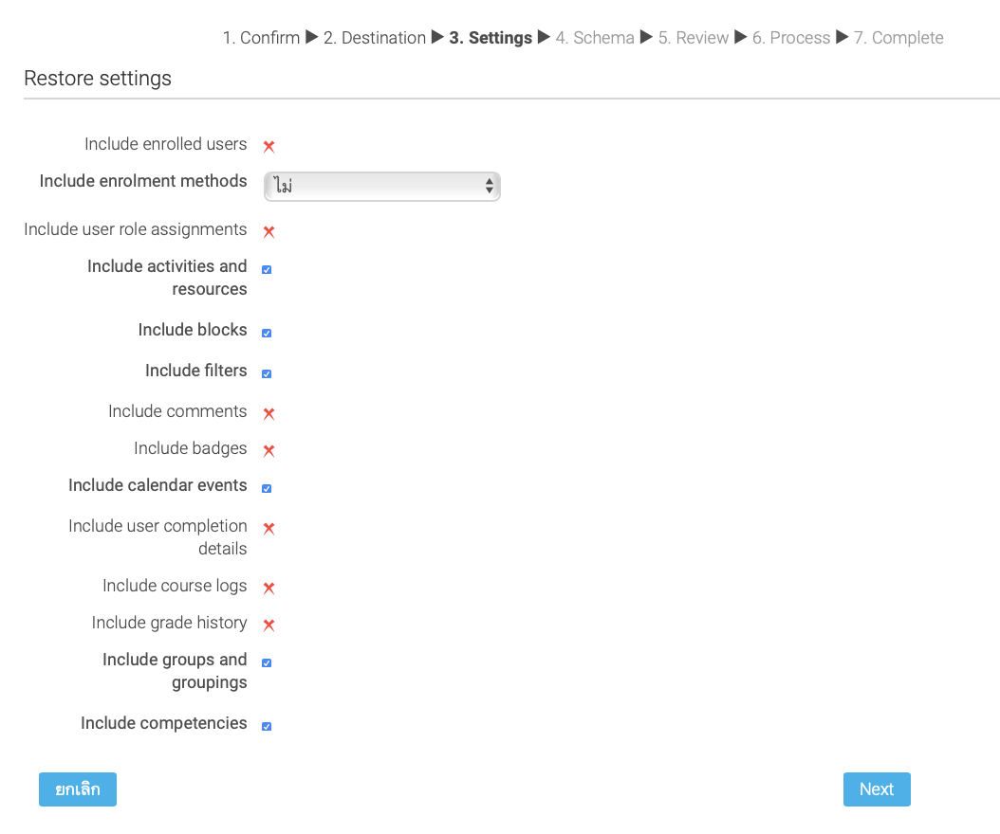 1. Confirm ▶ 2. Destination ▶ 3. Settings ▶ 4. Schema ▶ 5. Review ▶ 6. Process ▶ 7. Complete
Restore settings
Include enrolled users
Include enrolment methods ไม่
Include user role assignments
Include activities and
resources
Include blocks
Include filters
Include comments
Include badges
Include calendar events
Include user completion
details
Include course logs
Include grade history
Include groups and
groupings
Include competencies
ยกเลิก Next